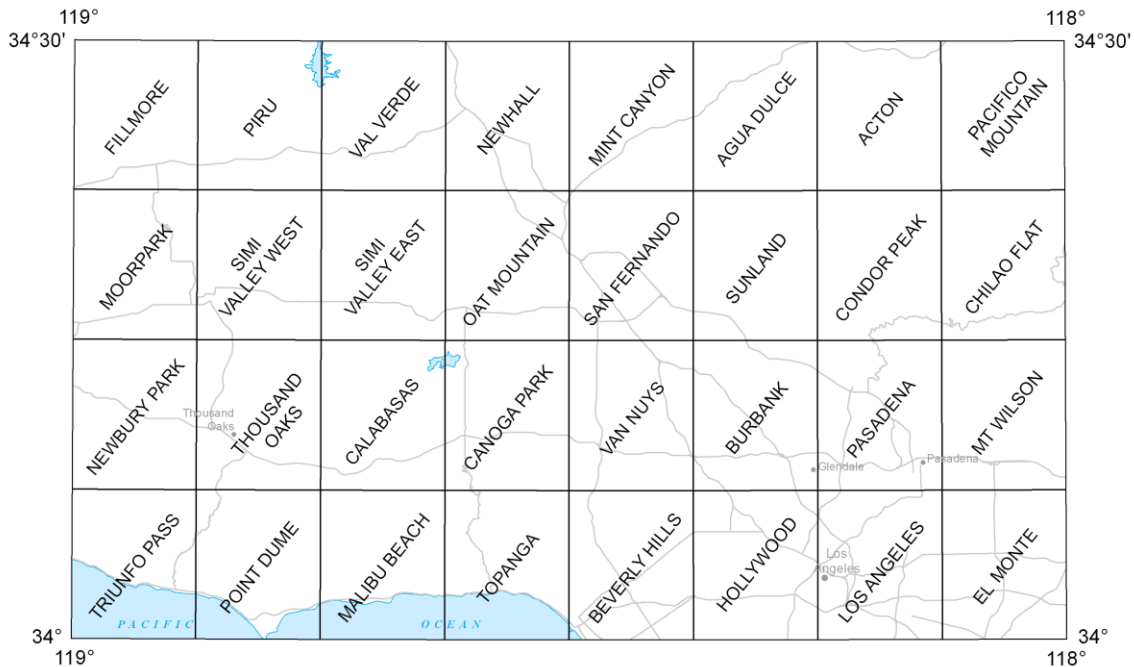 119°
118°
34°30'
34°30'
FILLMORE
PIRU
VAL VERDE
NEWHALL
MINT CANYON
AGUA DULCE
ACTON
PACIFICO
MOUNTAIN
MOORPARK
SIMI
VALLEY WEST
SIMI
VALLEY EAST
OAT MOUNTAIN
SAN FERNANDO
SUNLAND
CONDOR PEAK
CHILAO FLAT
NEWBURY PARK
Thousand
Oaks
THOUSAND
OAKS
CALABASAS
CANOGA PARK
VAN NUYS
BURBANK
Glendale
PASADENA
Pasadena
MT WILSON
TRIUNFO PASS
POINT DUME
MALIBU BEACH
TOPANGA
BEVERLY HILLS
HOLLYWOOD
Los
Angeles
LOS ANGELES
EL MONTE
PACIFIC
OCEAN
34°
34°
119°
118°